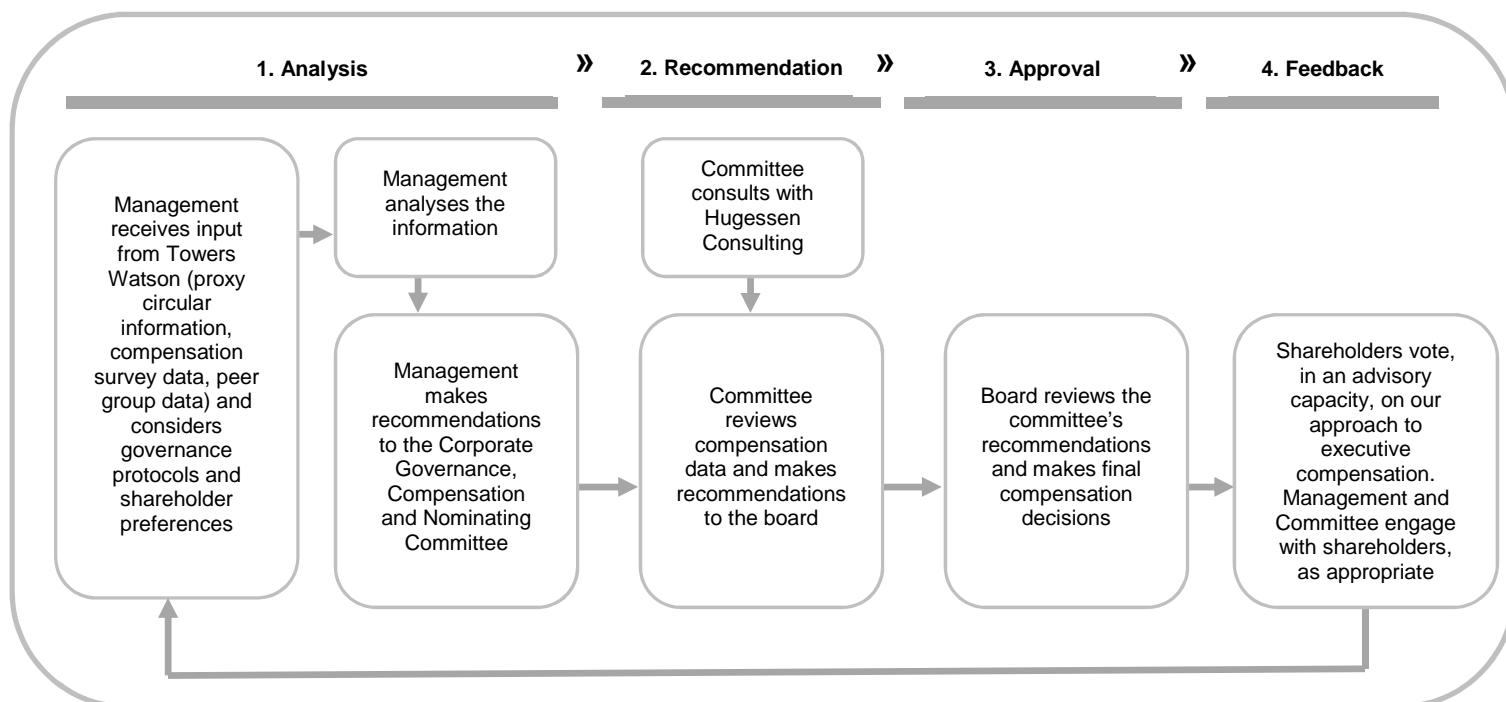 1. Analysis
»
2. Recommendation
»
3. Approval
»
4. Feedback
Management
receives input
from Towers
Watson (proxy
circular
information,
compensation
survey data, peer
group data) and
considers
governance
protocols and
shareholder
preferences
Management
analyses the
information
Management
makes
recommendations
to the Corporate
Governance,
Compensation
and Nominating
Committee
Committee
consults with
Hugessen
Consulting
Committee
reviews
compensation
data and makes
recommendations
to the board
Board reviews the
committee’s
recommendations
and makes final
compensation
decisions
Shareholders vote,
in an advisory
capacity, on our
approach to
executive
compensation.
Management and
Committee engage
with shareholders,
as appropriate